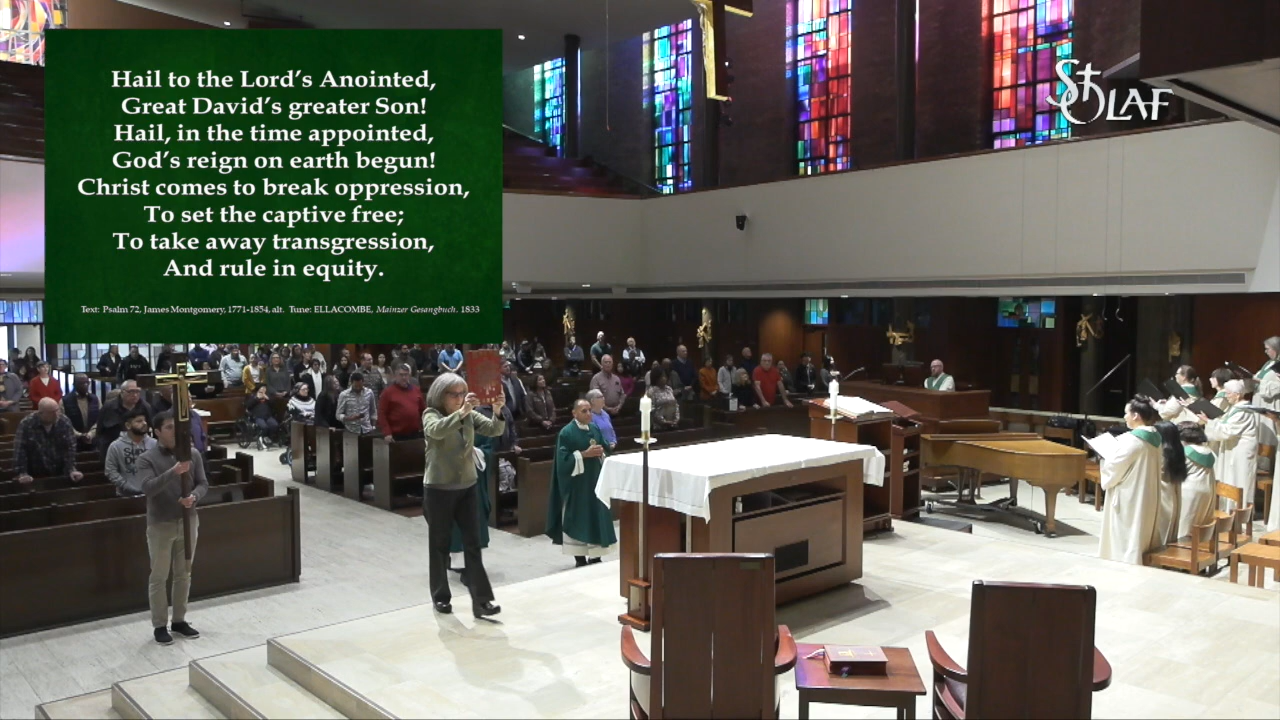 Hail to the Lord's Anointed,
Great David's greater Son!
Hail, in the time appointed,
God's reign on earth begun!
Christ comes to break oppression,
To set the captive free;
To take away transgression,
And rule in equity.
Text: Psalm 72, James Montgomery, 1771-1854, alt. Tune: ELLACOMBE, Mainzer Gesangbuch. 1833
St OLAF